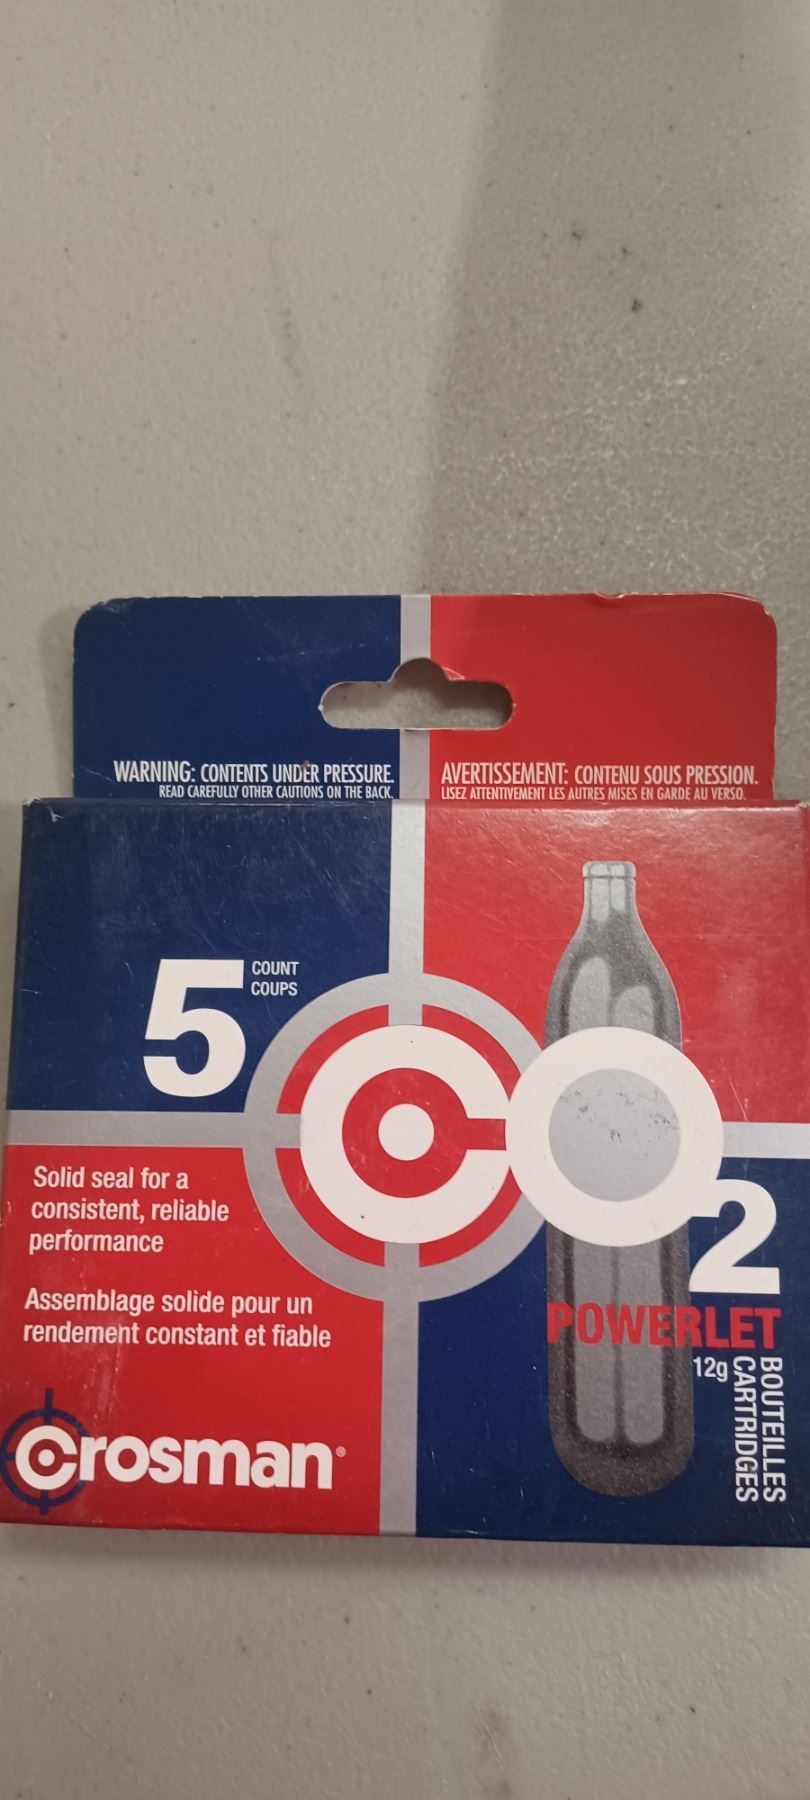 WARNING: CONTENTS UNDER PRESSURE.
READ CAREFULLY OTHER CAUTIONS ON THE BACK.
AVERTISSEMENT: CONTENU SOUS PRESSION.
LISEZ ATTENTIVEMENT LES AUTRES MISES EN GARDE AU VERSO.
5 COUNT
COUPS
CO2
POWERLET
12g
BOUTEILLES
CARTRIDGES
Solid seal for a
consistent, reliable
performance
Assemblage solide pour un
rendement constant et fiable
Crosman®